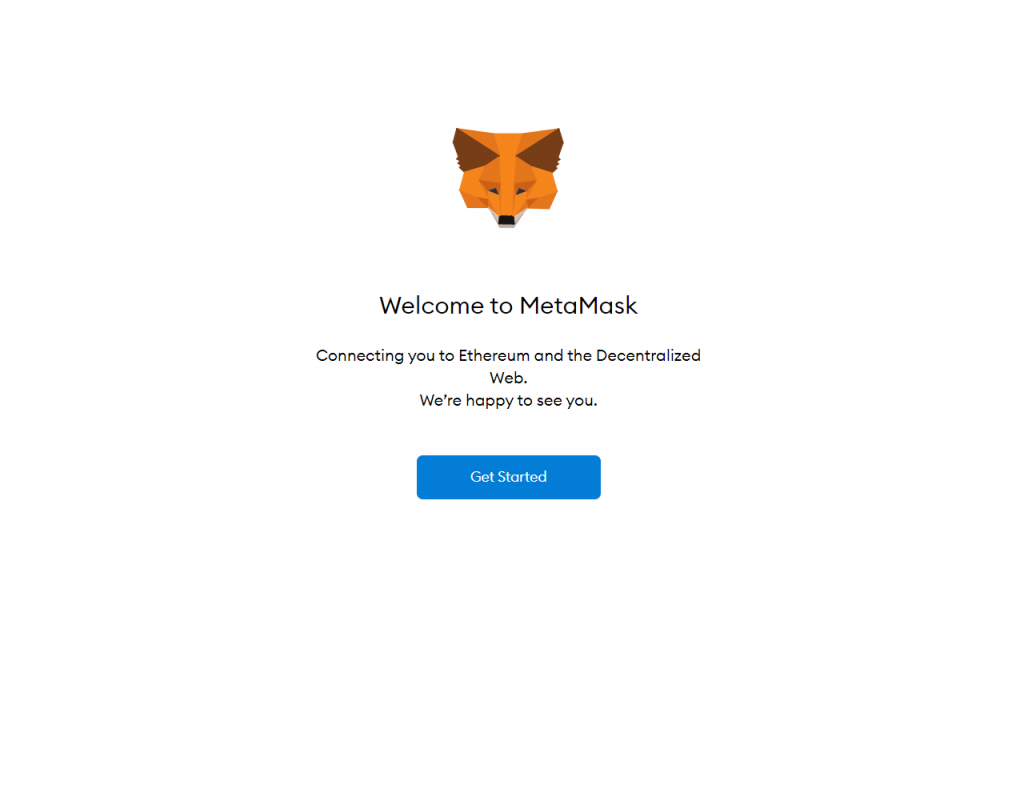 Welcome to MetaMask
Connecting you to Ethereum and the Decentralized
Web.
We’re happy to see you.
Get Started